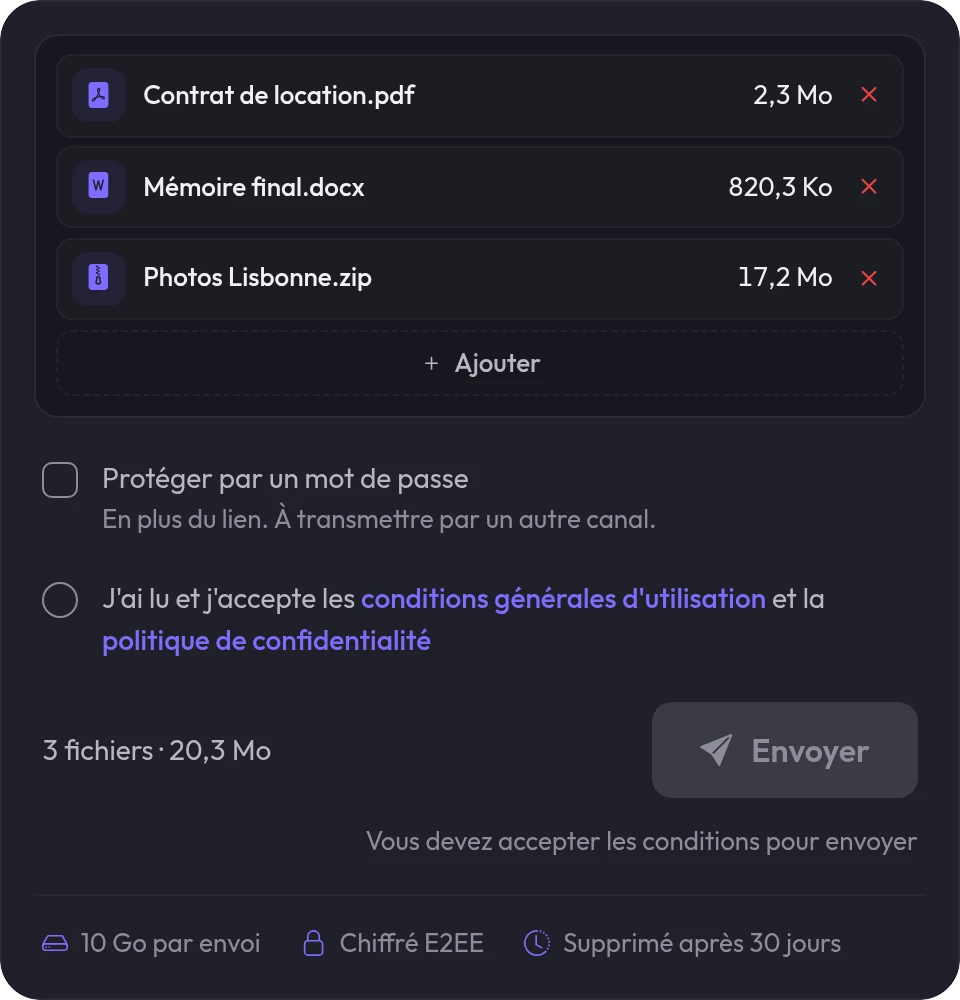 Contrat de location.pdf 2,3 Mo
W Mémoire final.docx 820,3 Ko
Photos Lisbonne.zip 17,2 Mo
+ Ajouter
Protéger par un mot de passe
En plus du lien. À transmettre par un autre canal.
J'ai lu et j'accepte les conditions générales d'utilisation et la
politique de confidentialité
3 fichiers · 20,3 Mo
Envoyer
Vous devez accepter les conditions pour envoyer
10 Go par envoi Chiffré E2EE Supprimé après 30 jours